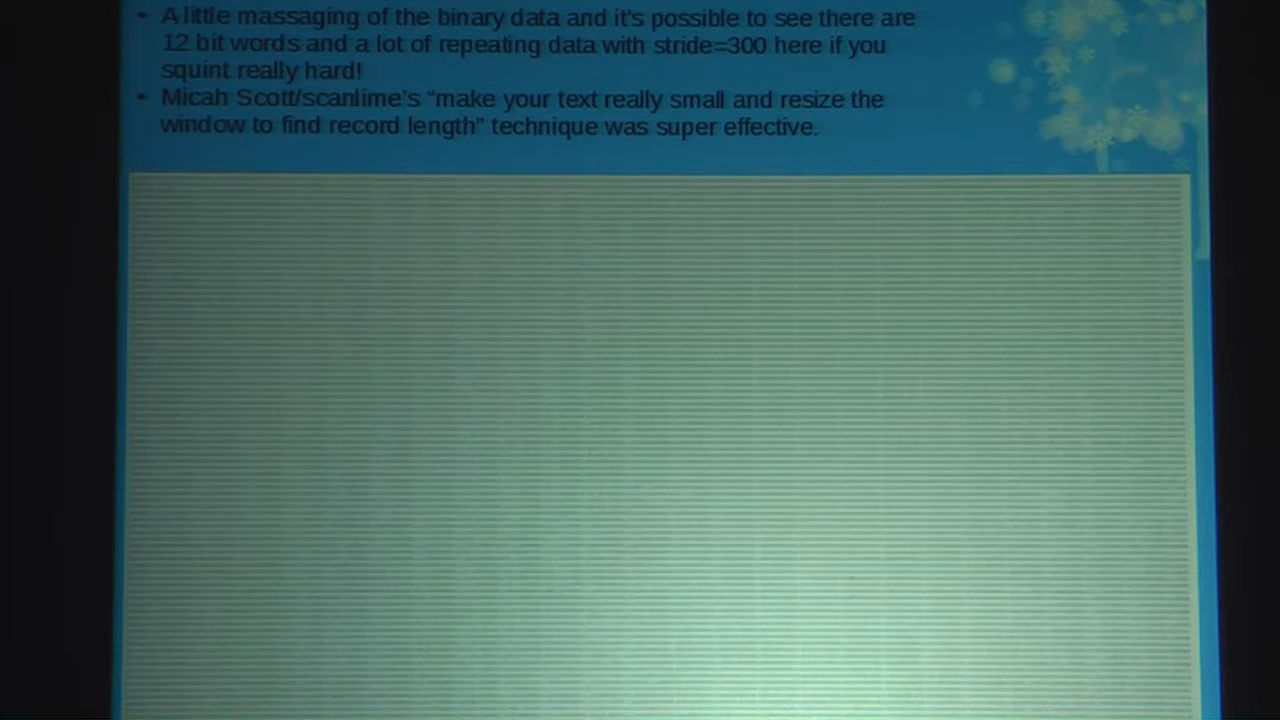 • A little massaging of the binary data and it's possible to see there are
12 bit words and a lot of repeating data with stride=300 here if you
squint really hard!
• Micah Scott/scanlime's “make your text really small and resize the
window to find record length” technique was super effective.